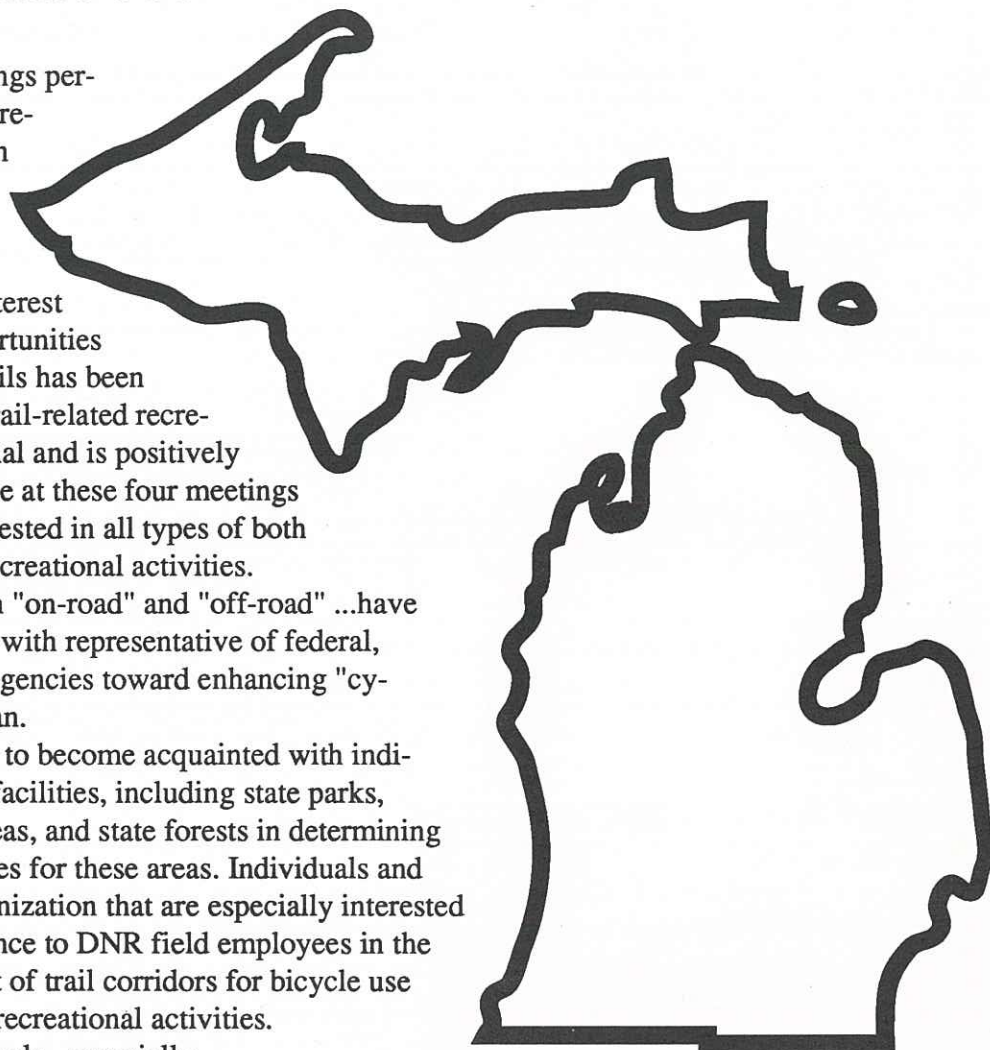 ngs per-
re-
n
terest
rtunities
ils has been
rail-related recre-
al and is positively
e at these four meetings
ested in all types of both
creational activities.
n "on-road" and "off-road" ...have
with representative of federal,
gencies toward enhancing "cy-
an.
to become acquainted with indi-
facilities, including state parks,
eas, and state forests in determining
es for these areas. Individuals and
nization that are especially interested
nce to DNR field employees in the
t of trail corridors for bicycle use
recreational activities.